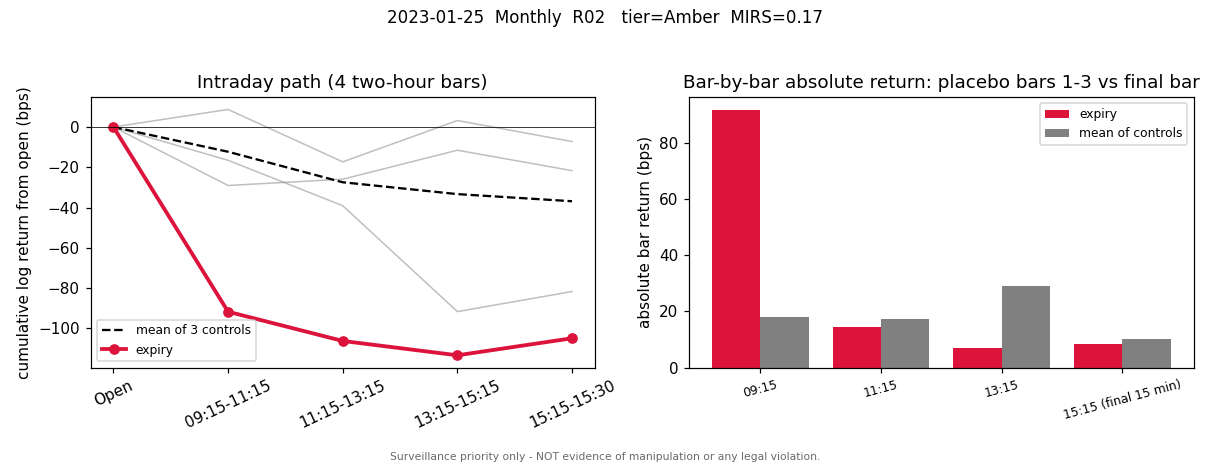 2023-01-25  Monthly  R02   tier=Amber  MIRS=0.17
Intraday path (4 two-hour bars)
cumulative log return from open (bps)
0
−20
−40
−60
−80
−100
mean of 3 controls
expiry
Open
09:15-11:15
11:15-13:15
13:15-15:15
15:15-15:30
Bar-by-bar absolute return: placebo bars 1-3 vs final bar
absolute bar return (bps)
80
60
40
20
0
expiry
mean of controls
09:15
11:15
13:15
15:15 (final 15 min)
Surveillance priority only - NOT evidence of manipulation or any legal violation.